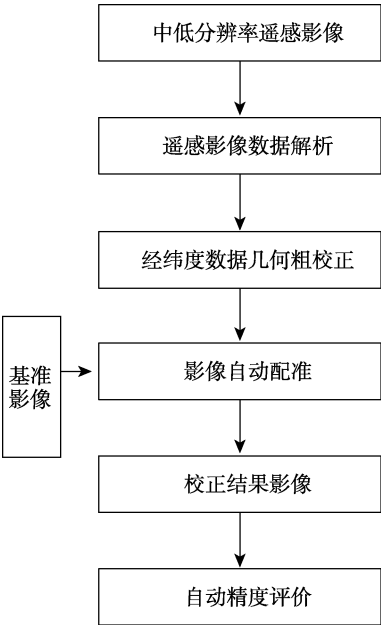 中低分辨率遥感影像
遥感影像数据解析
经纬度数据几何粗校正
基准
影像
影像自动配准
校正结果影像
自动精度评价